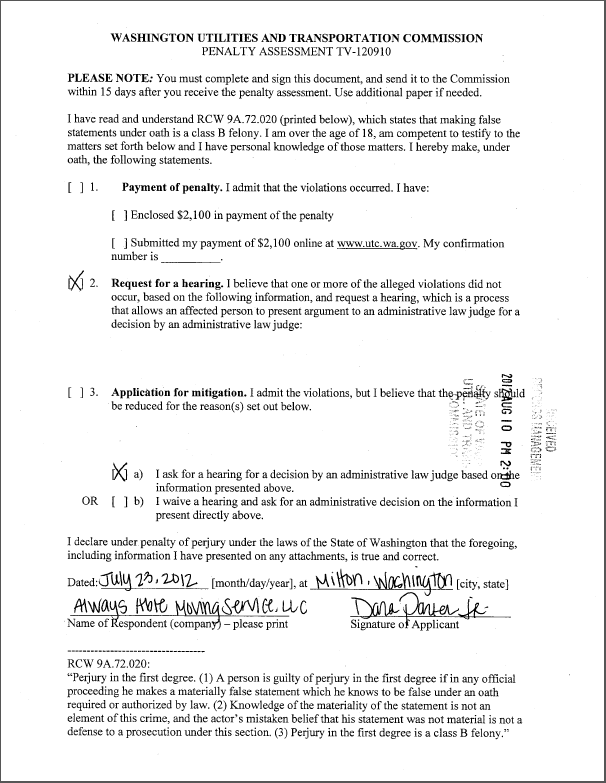 WASHINGTON UTILITIES AND TRANSPORTATION COMMISSION
PENALTY ASSESSMENT TV-120910
PLEASE NOTE: You must complete and sign this document, and send it to the Commission
within 15 days after you receive the penalty assessment. Use additional paper if needed.
I have read and understand RCW 9A.72.020 (printed below), which states that making false
statements under oath is a class B felony. I am over the age of 18, am competent to testify to the
matters set forth below and I have personal knowledge of those matters. I hereby make, under
oath, the following statements.
[ ] 1. Payment of penalty. I admit that the violations occurred. I have:
[ ] Enclosed $2,100 in payment of the penalty
[ ] Submitted my payment of $2,100 online at www.utc.wa.gov. My confirmation
number is __________.
[X] 2. Request for a hearing. I believe that one or more of the alleged violations did not
occur, based on the following information, and request a hearing, which is a process
that allows an affected person to present argument to an administrative law judge for a
decision by an administrative law judge:
[ ] 3. Application for mitigation. I admit the violations, but I believe that the penalty should
be reduced for the reason(s) set out below.
2012 AUG 10 PM 2:
STATE OF
UTIL. AND
RECEIVED
MANAGEMENT
[X] a) I ask for a hearing for a decision by an administrative law judge based on the
information presented above.
OR [ ] b) I waive a hearing and ask for an administrative decision on the information I
present directly above.
I declare under penalty of perjury under the laws of the State of Washington that the foregoing,
including information I have presented on any attachments, is true and correct.
Dated: July 23, 2012 [month/day/year], at Milton, Washington [city, state]
Always Moving Service, LLC Dana Jr.
Name of Respondent (company) – please print Signature of Applicant
-----------------------------------
RCW 9A.72.020:
“Perjury in the first degree. (1) A person is guilty of perjury in the first degree if in any official
proceeding he makes a materially false statement which he knows to be false under an oath
required or authorized by law. (2) Knowledge of the materiality of the statement is not an
element of this crime, and the actor’s mistaken belief that his statement was not material is not a
defense to a prosecution under this section. (3) Perjury in the first degree is a class B felony.”